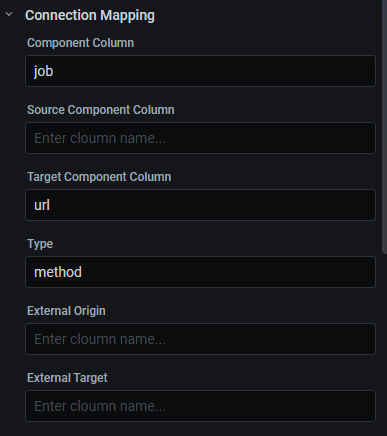 Connection Mapping
Component Column
job
Source Component Column
Enter cloumn name...
Target Component Column
url
Type
method
External Origin
Enter cloumn name...
External Target
Enter cloumn name...